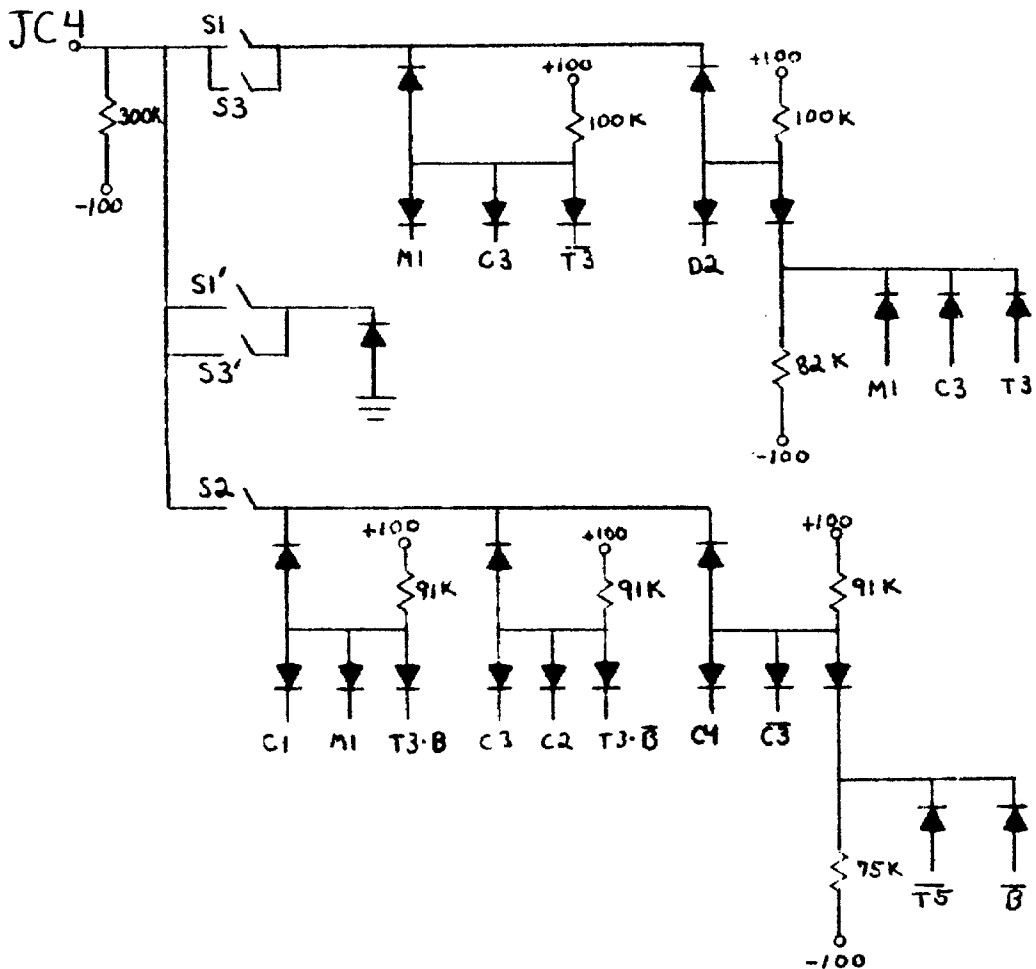 JC4
S1
S3
300K
-100
+100
100K
+100
100K
M1 C3 T̅3̅ D2
S1'
S3'
82K
M1 C3 T3
-100
S2
+100
91K
+100
91K
+100
91K
C1 M1 T3·B C3 C2 T3·B̅ C4 C̅3̅
75K
T̅5̅ B̅
-100